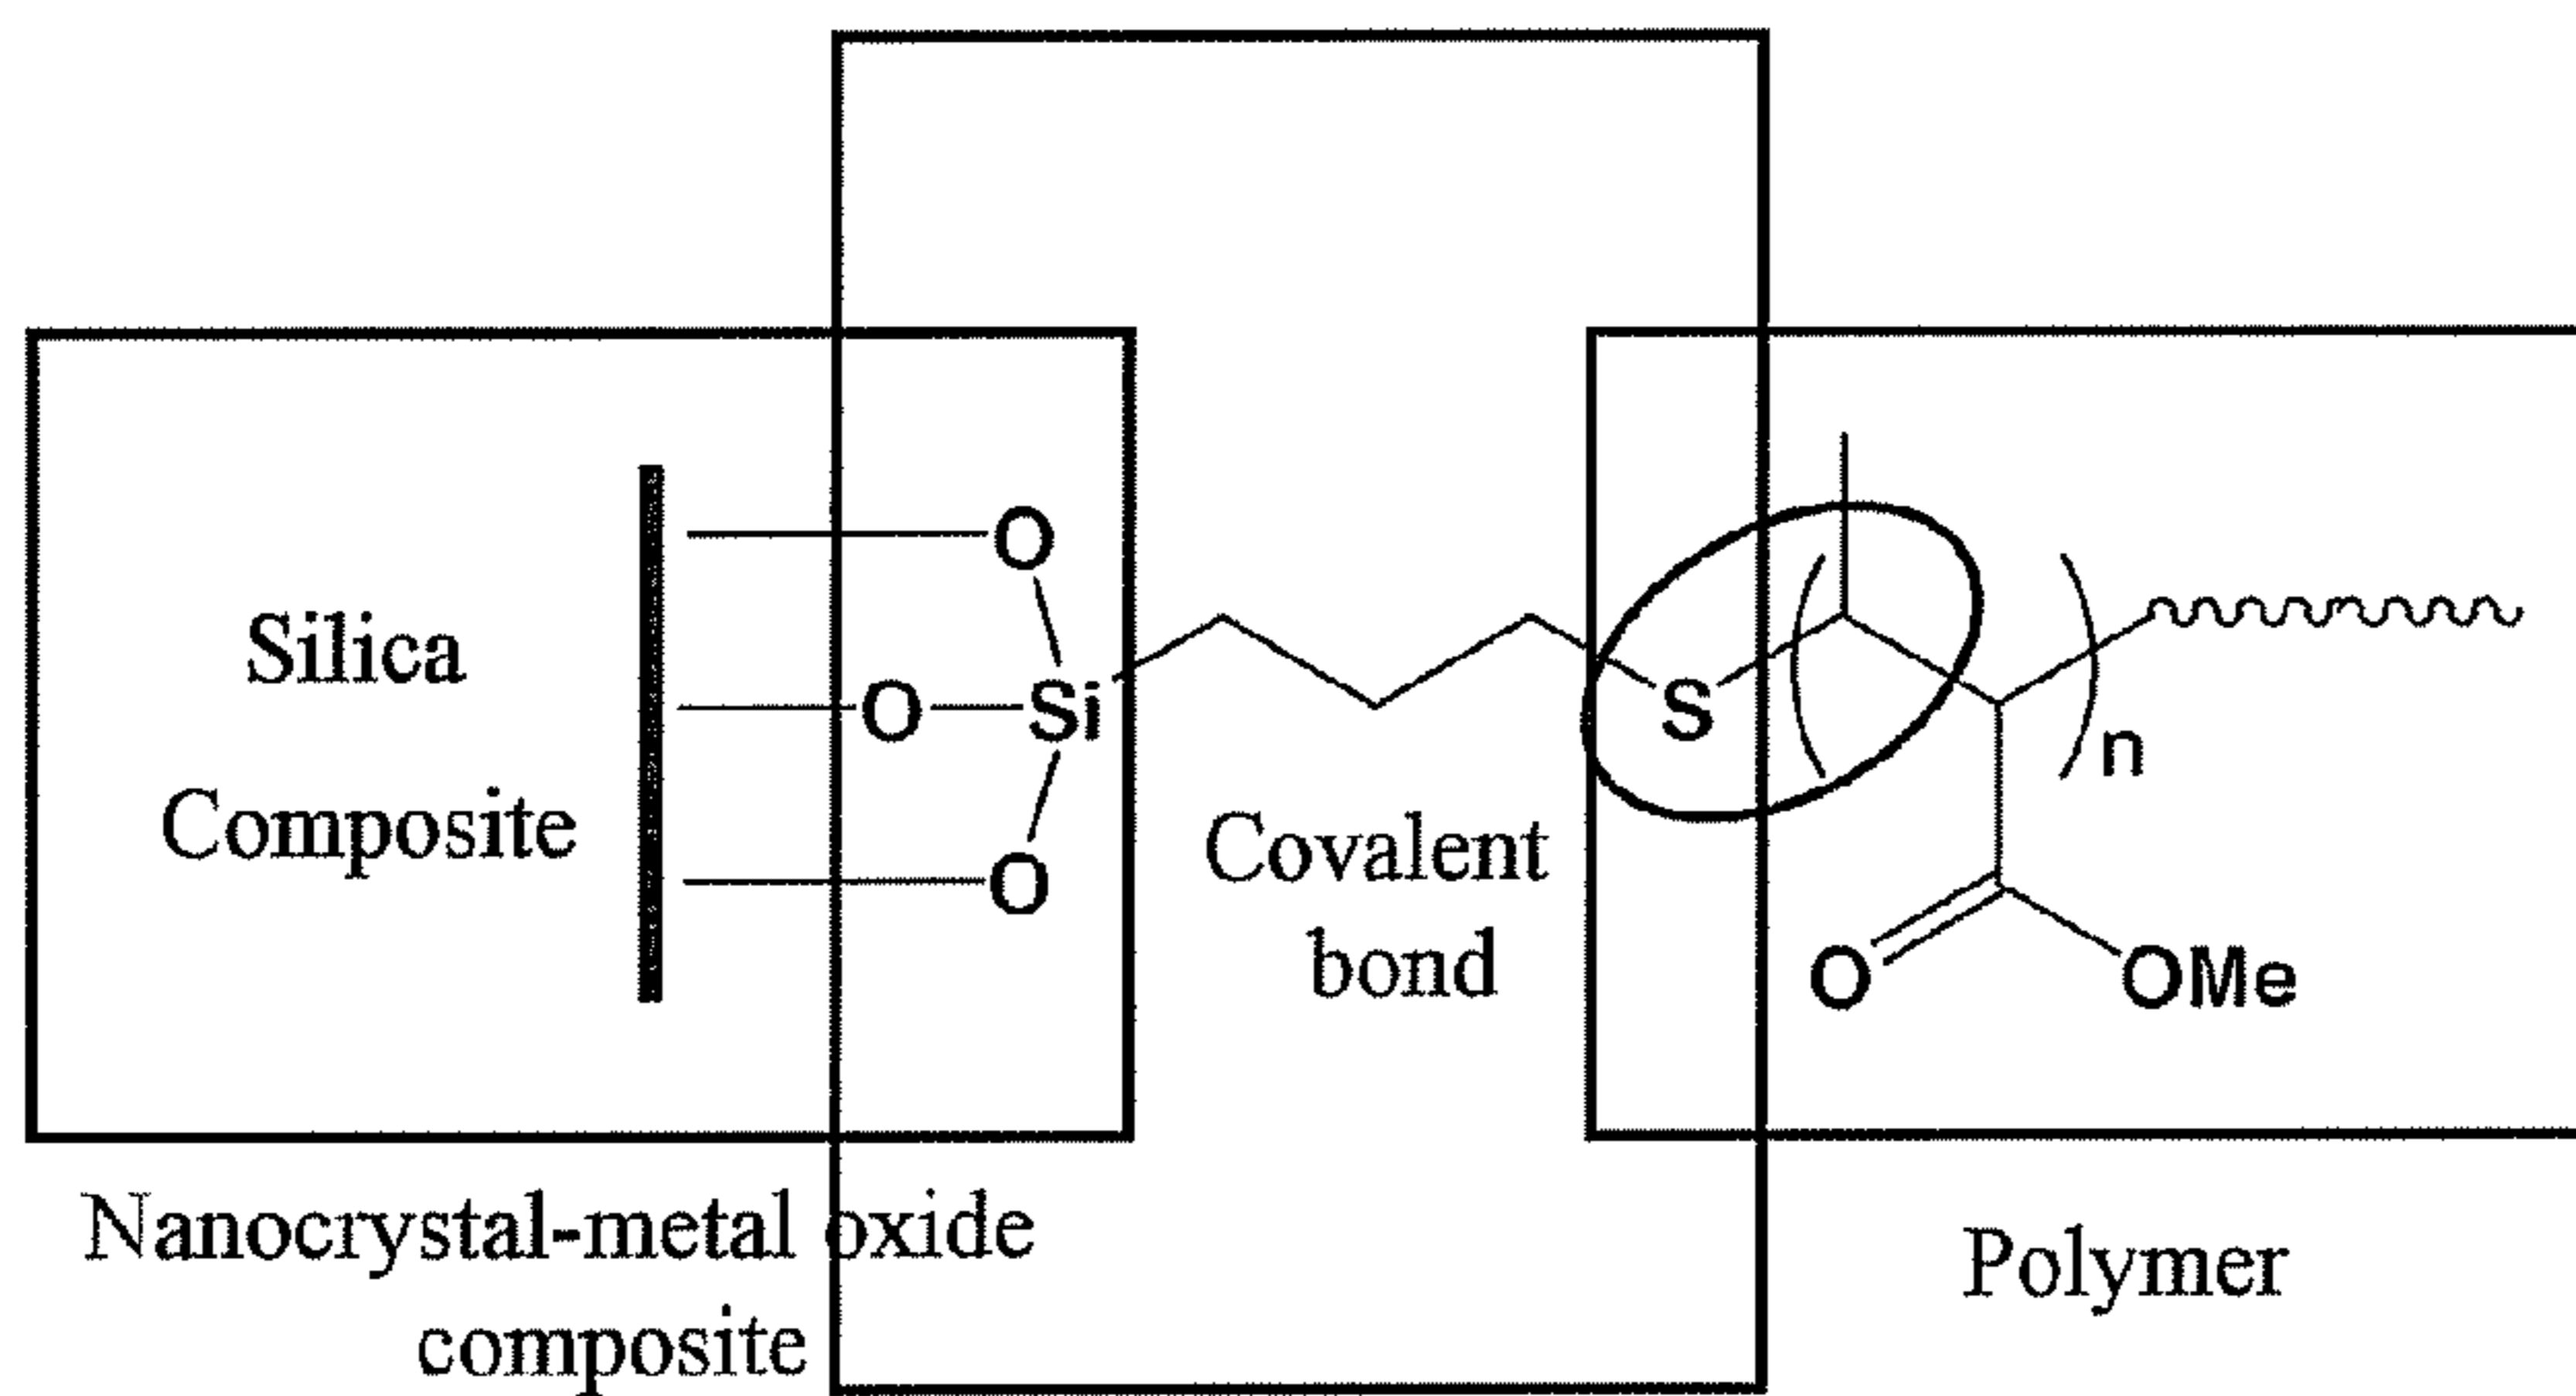 O
Silica
O
Si
S
n
Composite
O
Covalent
bond
O
OMe
Nanocrystal-metal oxide
composite
Polymer